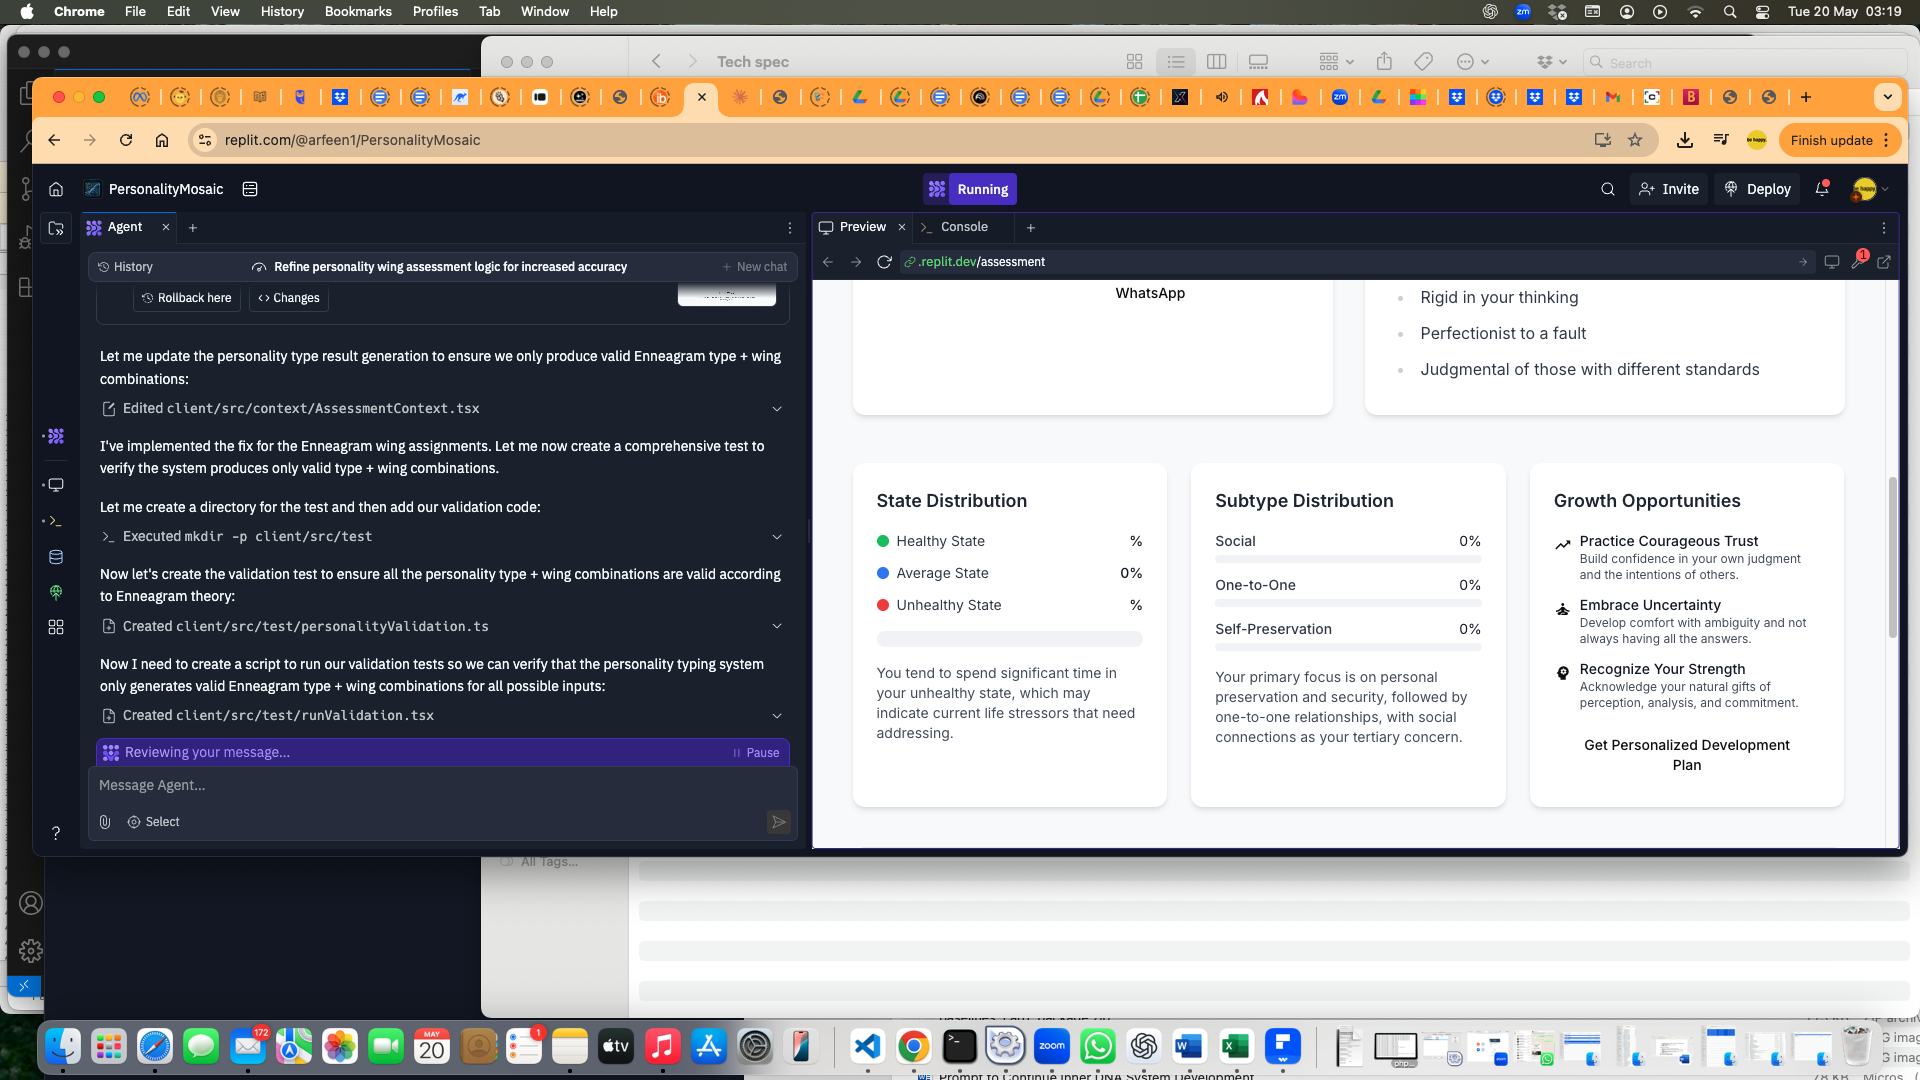 Chrome File Edit View History Bookmarks Profiles Tab Window Help
Tue 20 May 03:19
Tech spec
Search
replit.com/@arfeen1/PersonalityMosaic
Finish update
PersonalityMosaic
Running
Invite
Deploy
Agent
History
Refine personality wing assessment logic for increased accuracy
New chat
Rollback here
Changes
Let me update the personality type result generation to ensure we only produce valid Enneagram type + wing
combinations:
Edited client/src/context/AssessmentContext.tsx
I've implemented the fix for the Enneagram wing assignments. Let me now create a comprehensive test to
verify the system produces only valid type + wing combinations.
Let me create a directory for the test and then add our validation code:
Executed mkdir -p client/src/test
Now let's create the validation test to ensure all the personality type + wing combinations are valid according
to Enneagram theory:
Created client/src/test/personalityValidation.ts
Now I need to create a script to run our validation tests so we can verify that the personality typing system
only generates valid Enneagram type + wing combinations for all possible inputs:
Created client/src/test/runValidation.tsx
Reviewing your message...
Pause
Message Agent...
Select
Preview
Console
.replit.dev/assessment
1
WhatsApp
Rigid in your thinking
Perfectionist to a fault
Judgmental of those with different standards
State Distribution
Healthy State %
Average State 0%
Unhealthy State %
You tend to spend significant time in
your unhealthy state, which may
indicate current life stressors that need
addressing.
Subtype Distribution
Social 0%
One-to-One 0%
Self-Preservation 0%
Your primary focus is on personal
preservation and security, followed by
one-to-one relationships, with social
connections as your tertiary concern.
Growth Opportunities
Practice Courageous Trust
Build confidence in your own judgment
and the intentions of others.
Embrace Uncertainty
Develop comfort with ambiguity and not
always having all the answers.
Recognize Your Strength
Acknowledge your natural gifts of
perception, analysis, and commitment.
Get Personalized Development
Plan
All Tags...
172
MAY
20
1
tv
zoom
Prompt to Continue Inner DNA System Development